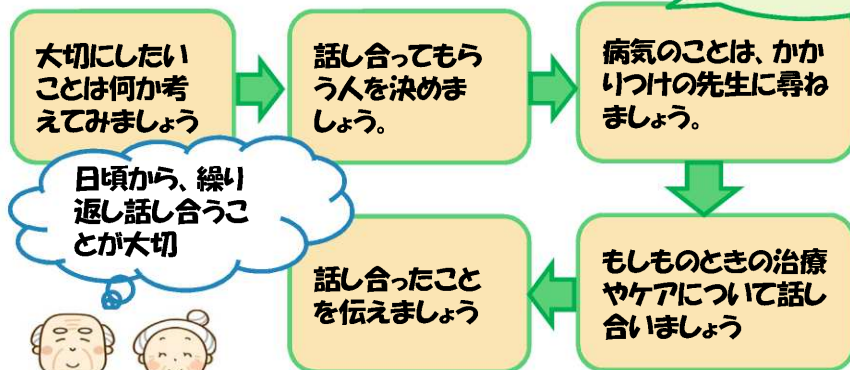 大切にしたい
ことは何か考
えてみましょう
話し合ってもら
う人を決めま
しょう。
病気のことは、かか
りつけの先生に尋ね
ましょう。
日頃から、繰り
返し話し合うこ
とが大切
もしものときの治療
やケアについて話し
合いましょう
話し合ったこと
を伝えましょう